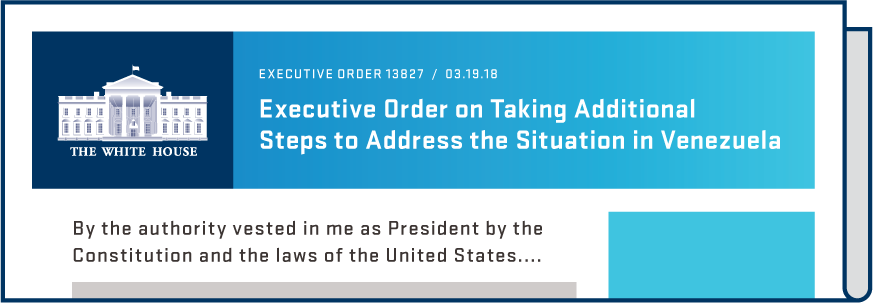 THE WHITE HOUSE
EXECUTIVE ORDER 13827 / 03.19.18
Executive Order on Taking Additional
Steps to Address the Situation in Venezuela
By the authority vested in me as President by the
Constitution and the laws of the United States....